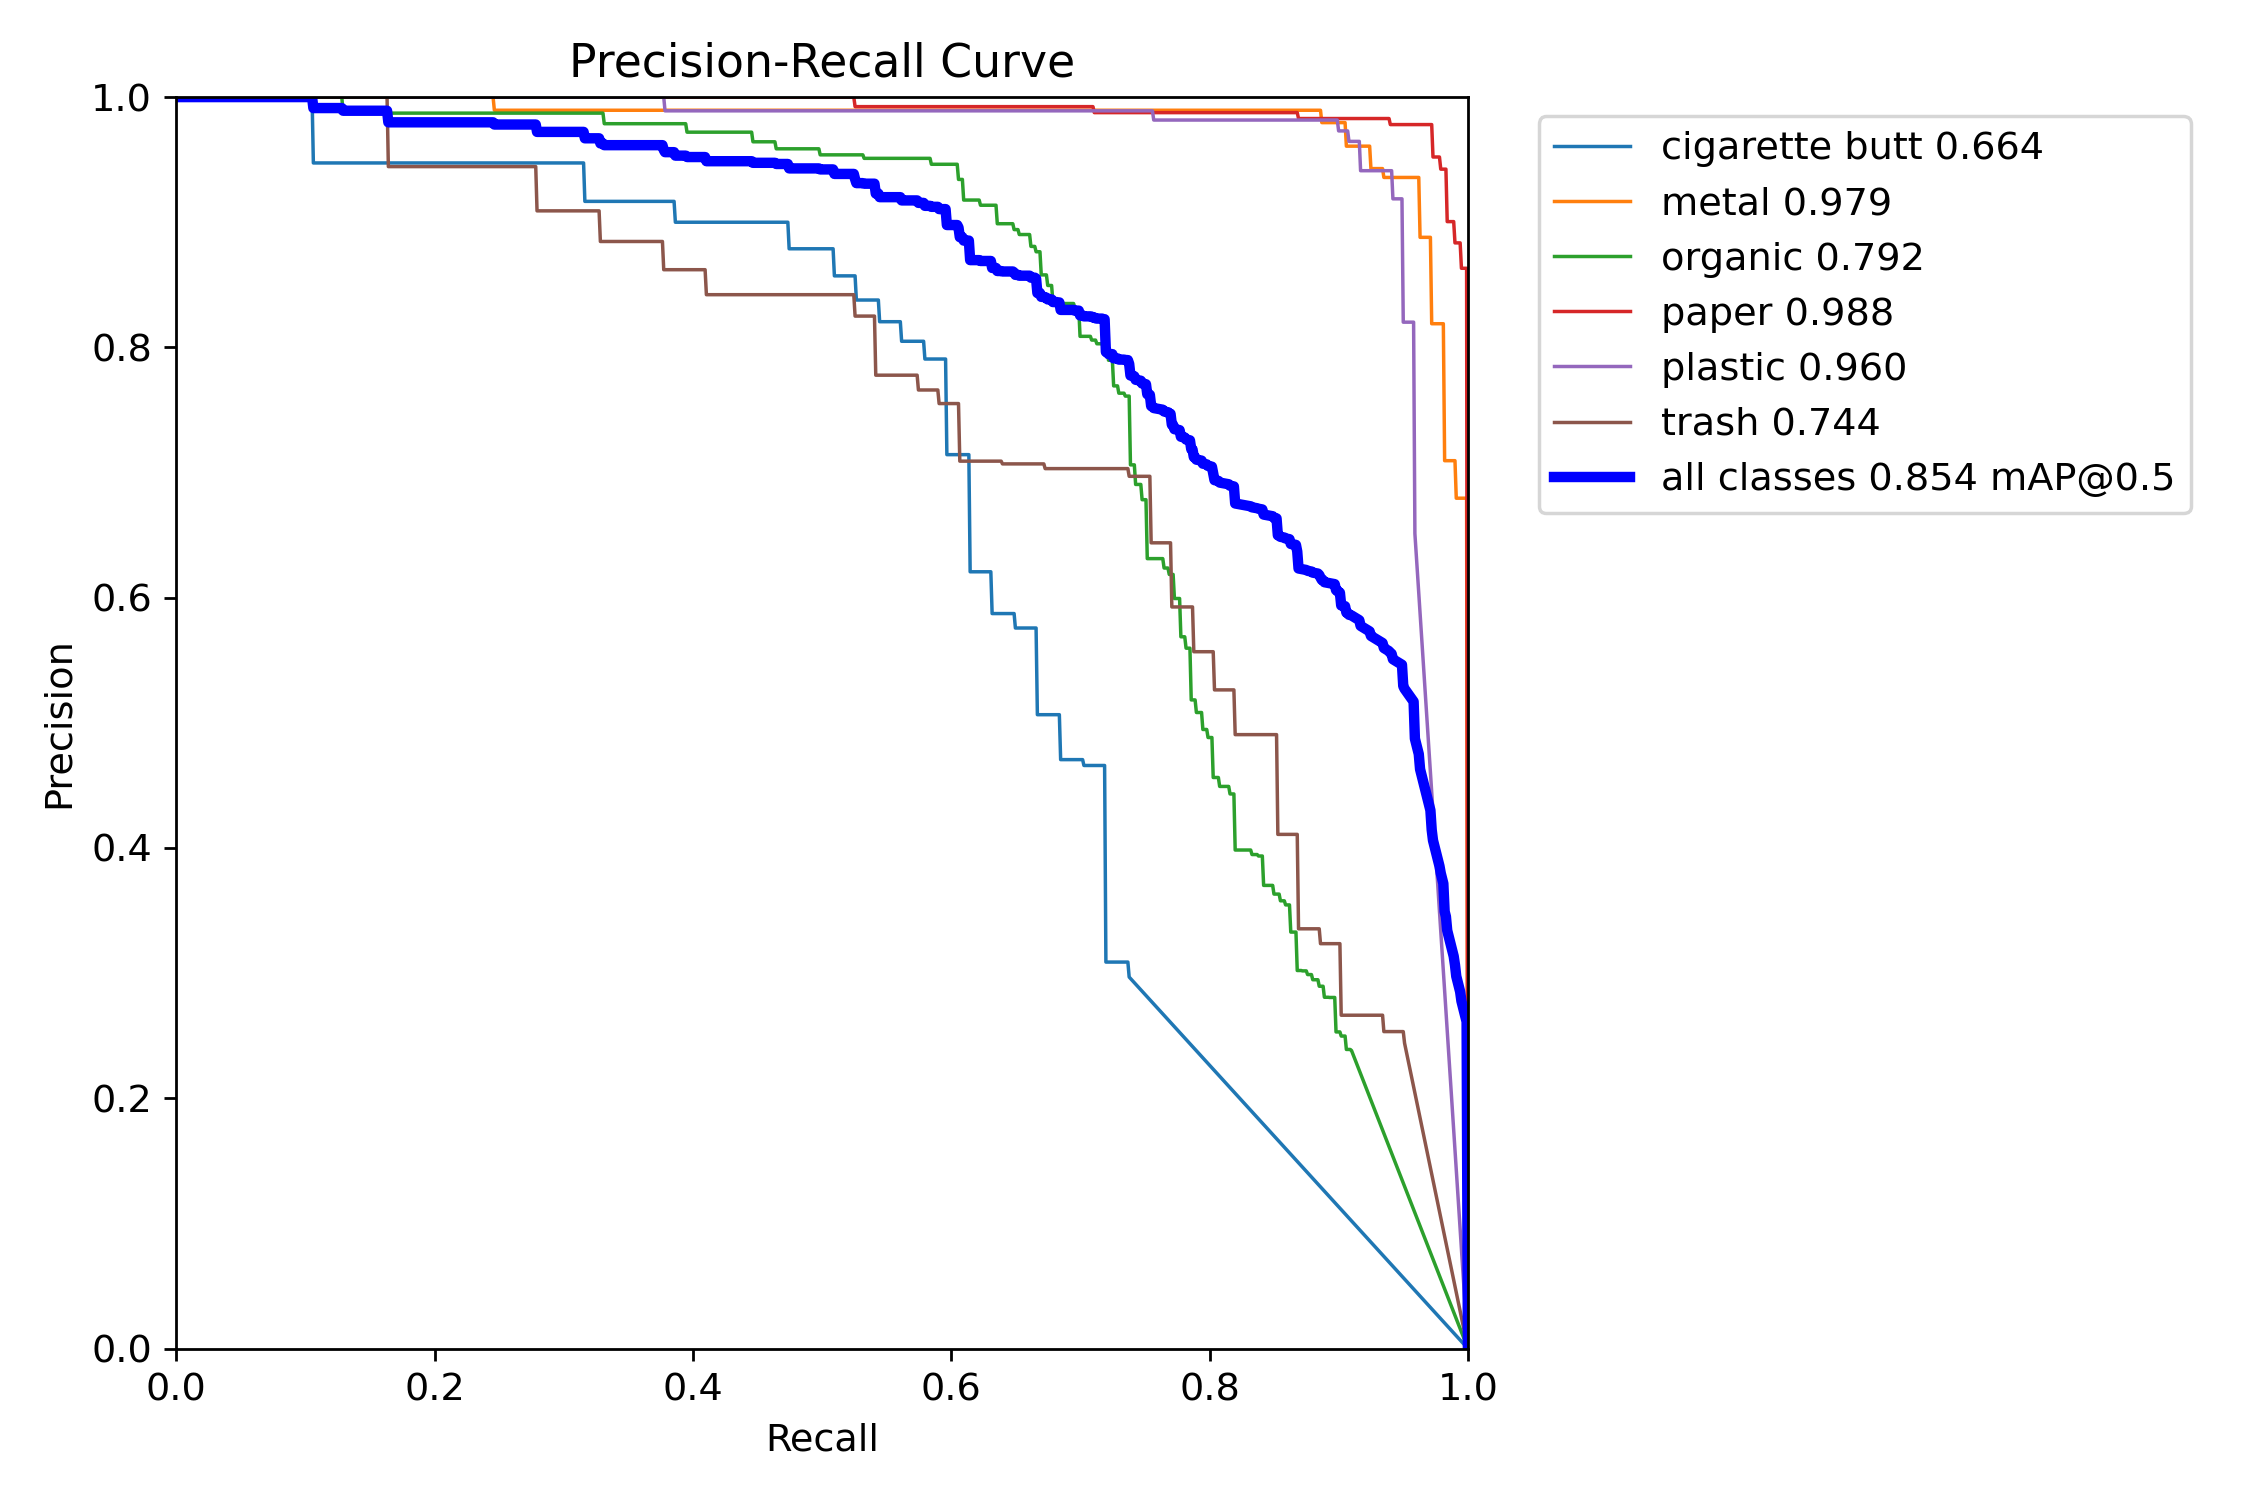 Precision-Recall Curve
1.0
0.8
0.6
0.4
0.2
0.0
Precision
0.0 0.2 0.4 0.6 0.8 1.0
Recall
cigarette butt 0.664
metal 0.979
organic 0.792
paper 0.988
plastic 0.960
trash 0.744
all classes 0.854 mAP@0.5